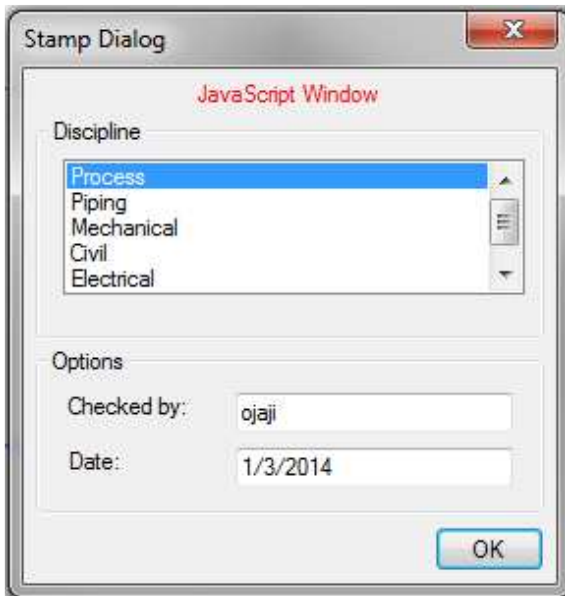 Stamp Dialog
JavaScript Window
Discipline
Process
Piping
Mechanical
Civil
Electrical
Options
Checked by: ojaji
Date: 1/3/2014
OK